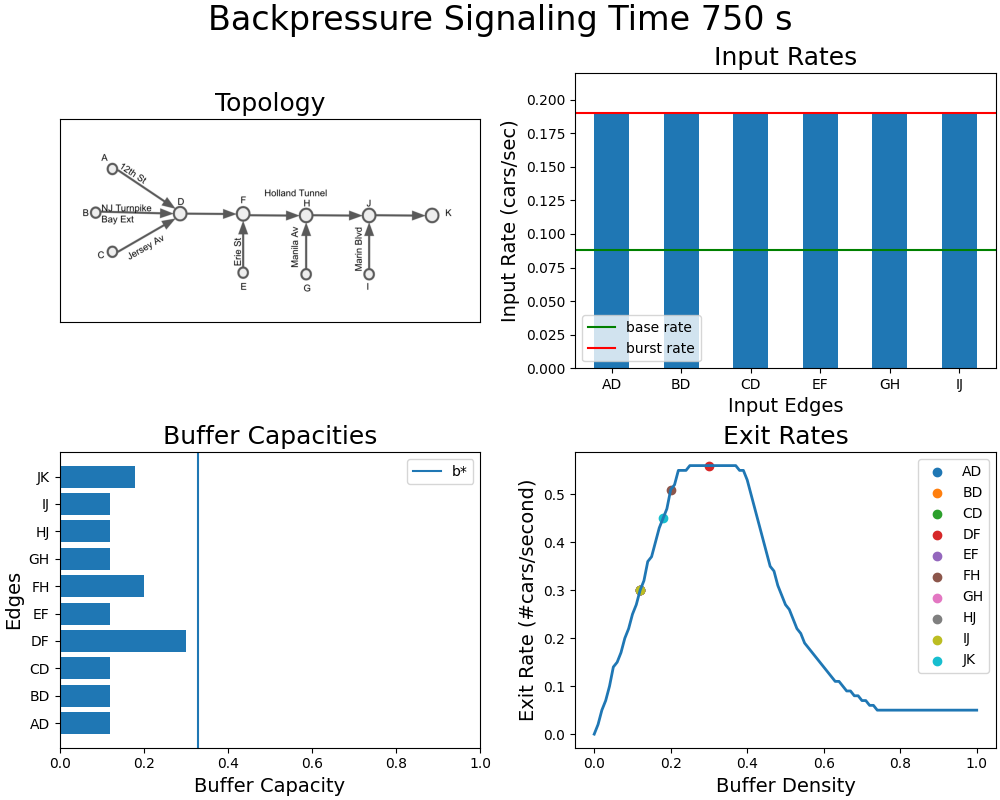 Backpressure Signaling Time 750 s
Topology
A
12th St
B
NJ Turnpike
Bay Ext
C
Jersey Av
D
F
Holland Tunnel
H
J
K
Erie St
Manila Av
Marin Blvd
E
G
I
Input Rates
Input Rate (cars/sec)
0.200
0.175
0.150
0.125
0.100
0.075
0.050
0.025
0.000
base rate
burst rate
AD BD CD EF GH IJ
Input Edges
Buffer Capacities
Edges
JK
IJ
HJ
GH
FH
EF
DF
CD
BD
AD
b*
0.0 0.2 0.4 0.6 0.8 1.0
Buffer Capacity
Exit Rates
Exit Rate (#cars/second)
0.5
0.4
0.3
0.2
0.1
0.0
AD
BD
CD
DF
EF
FH
GH
HJ
IJ
JK
0.0 0.2 0.4 0.6 0.8 1.0
Buffer Density